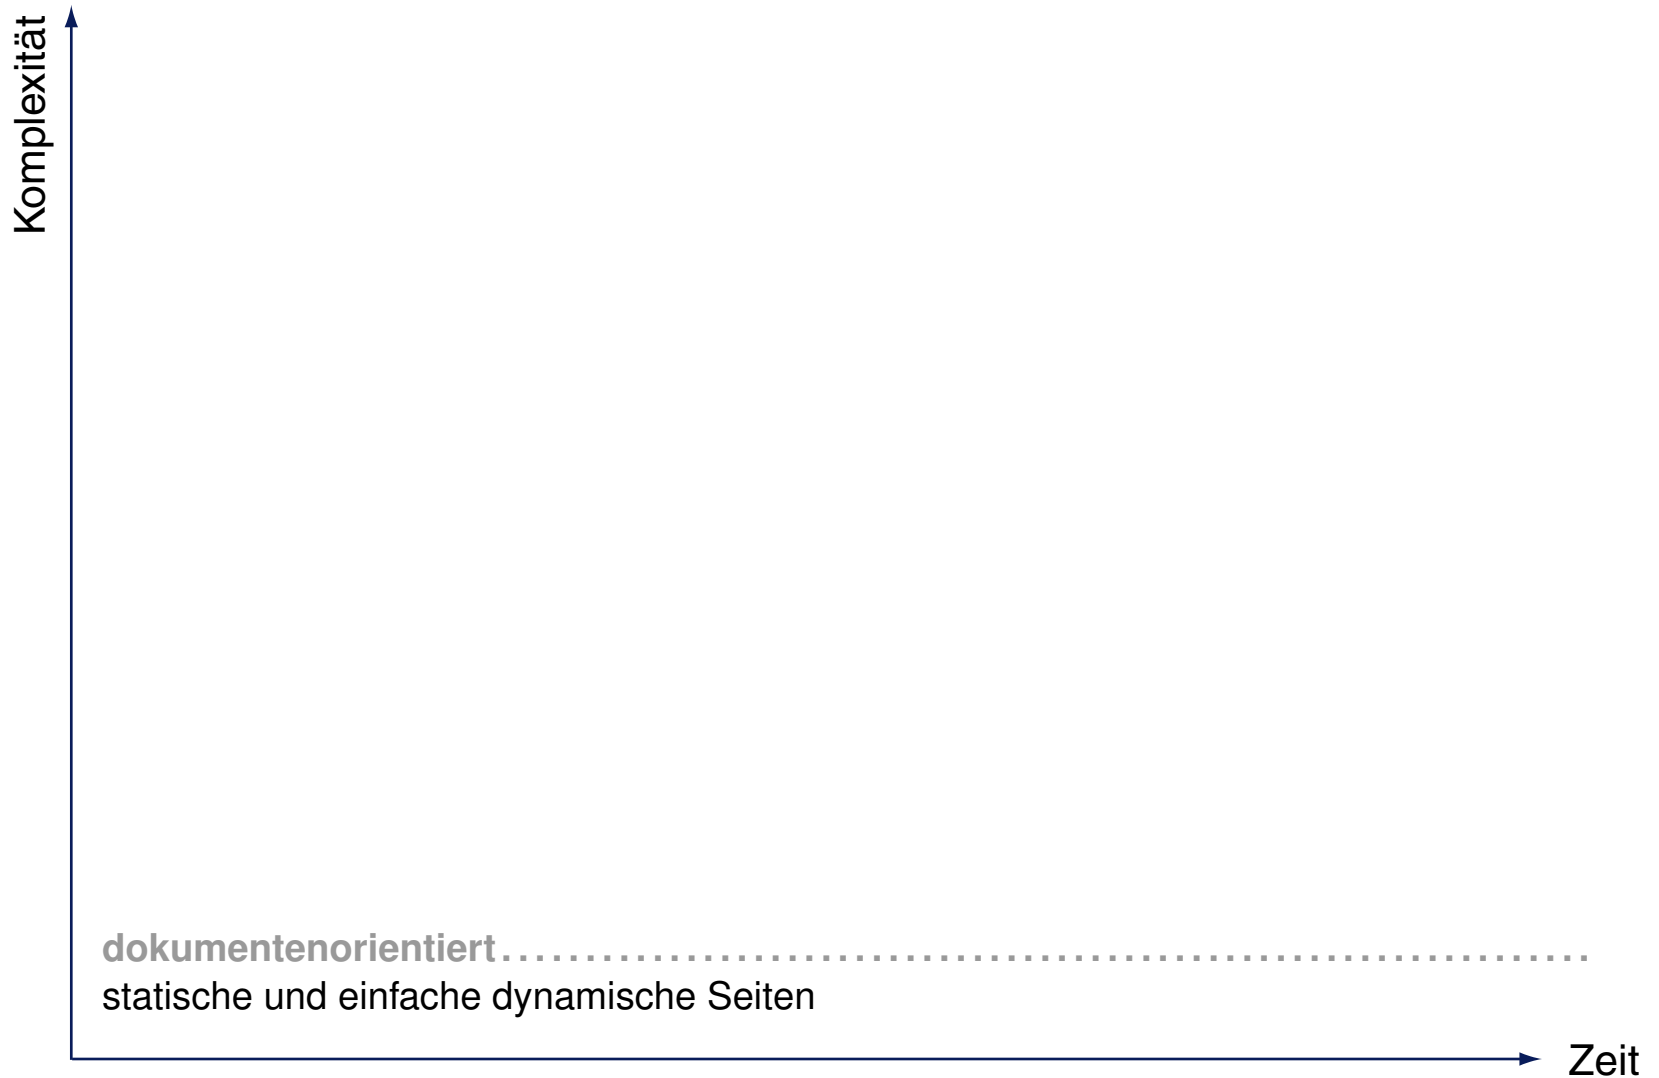 Komplexität
dokumentenorientiert..................................................................
statische und einfache dynamische Seiten
Zeit